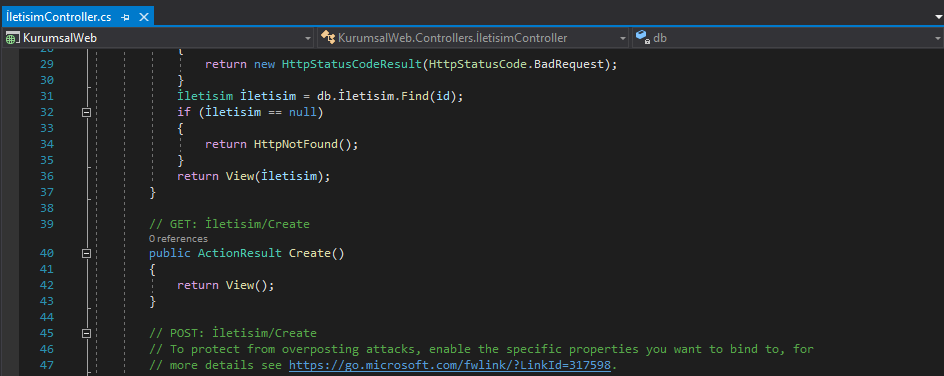 İletisimController.cs
KurumsalWeb KurumsalWeb.Controllers.İletisimController db
{
29 return new HttpStatusCodeResult(HttpStatusCode.BadRequest);
30 }
31 İletisim İletisim = db.İletisim.Find(id);
32 if (İletisim == null)
33 {
34 return HttpNotFound();
35 }
36 return View(İletisim);
37 }
38
39 // GET: İletisim/Create
0 references
40 public ActionResult Create()
41 {
42 return View();
43 }
44
45 // POST: İletisim/Create
46 // To protect from overposting attacks, enable the specific properties you want to bind to, for
47 // more details see https://go.microsoft.com/fwlink/?LinkId=317598.